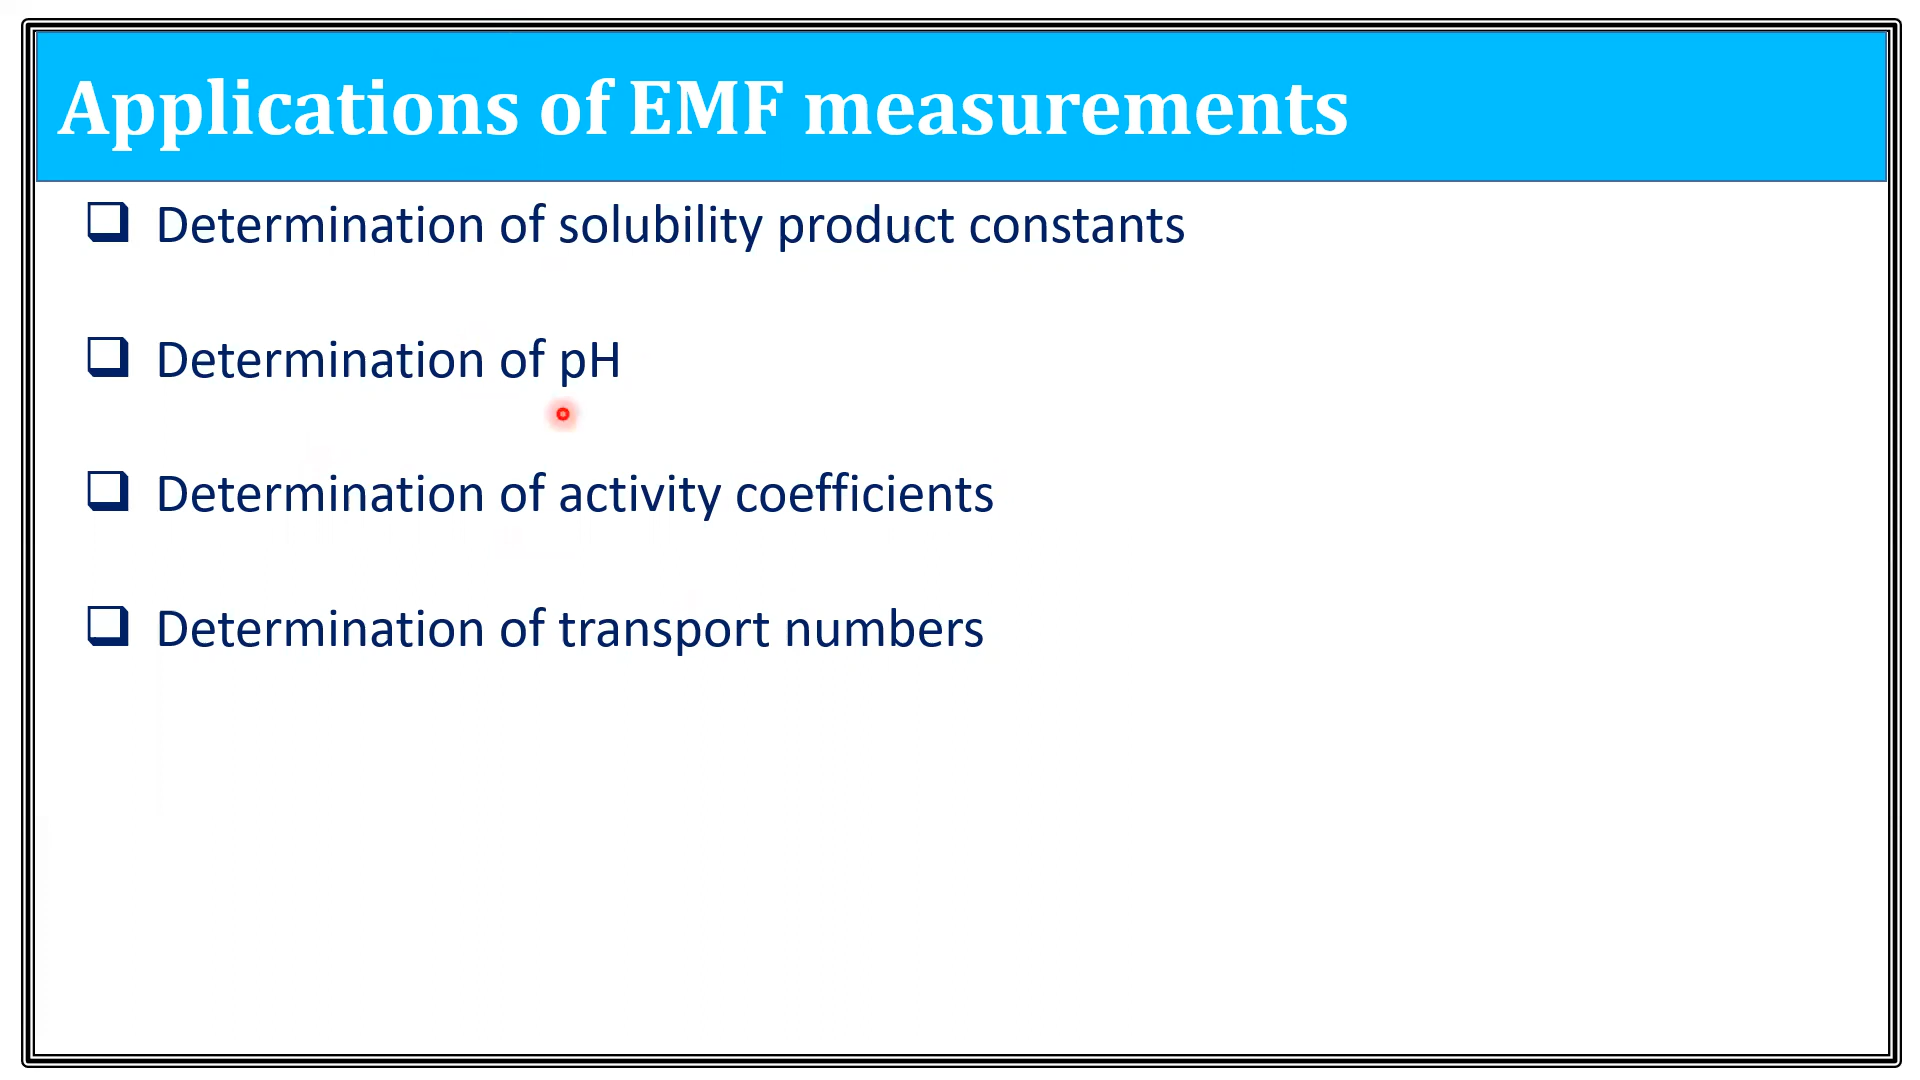 Applications of EMF measurements
Determination of solubility product constants
Determination of pH
Determination of activity coefficients
Determination of transport numbers